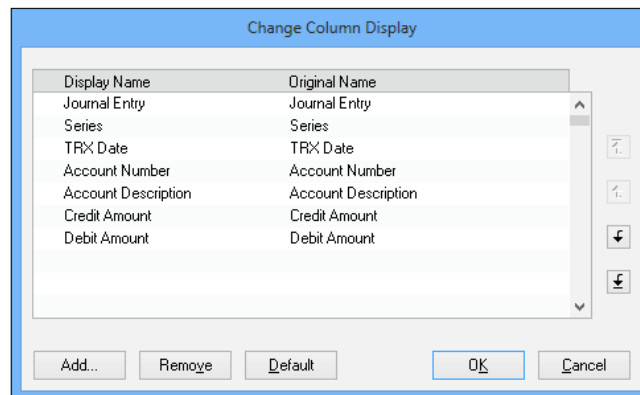 Change Column Display
Display Name Original Name
Journal Entry Journal Entry
Series Series
TRX Date TRX Date
Account Number Account Number
Account Description Account Description
Credit Amount Credit Amount
Debit Amount Debit Amount
Add... Remove Default OK Cancel